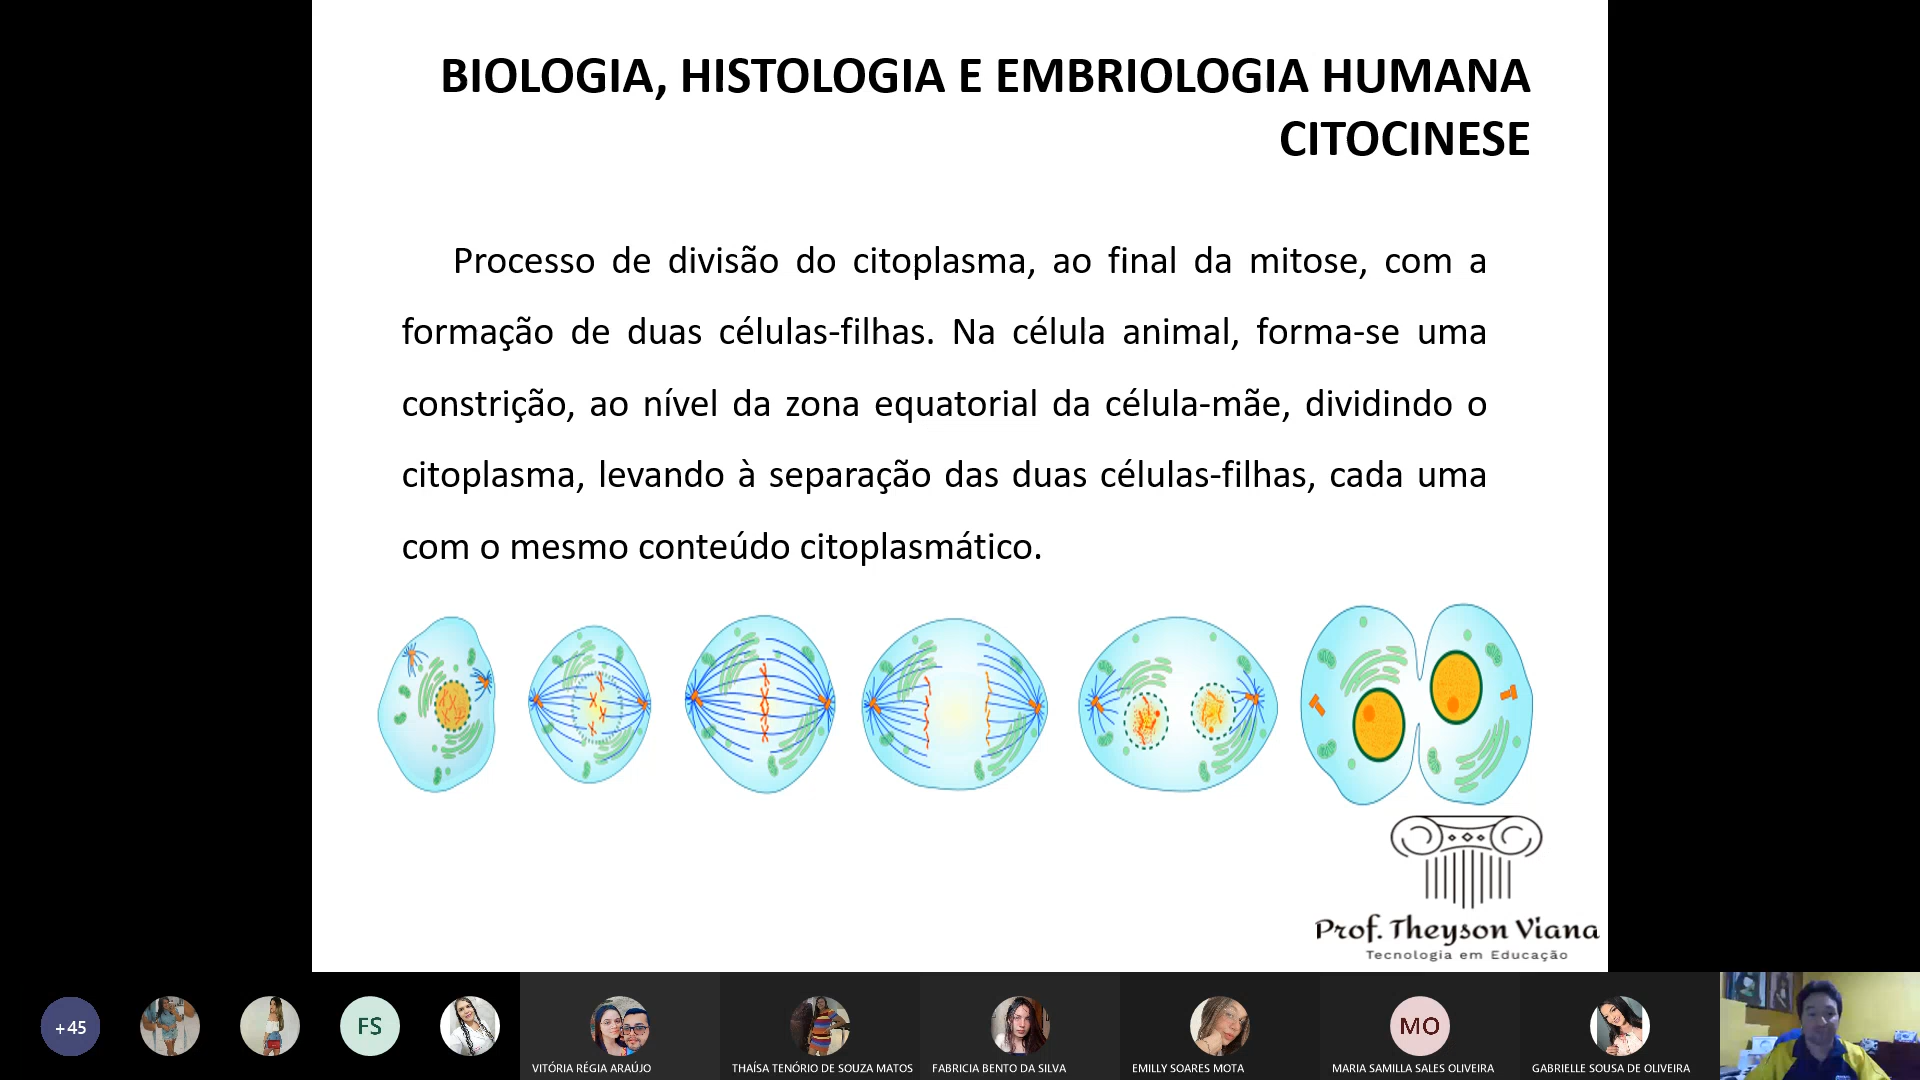 BIOLOGIA, HISTOLOGIA E EMBRIOLOGIA HUMANA
CITOCINESE
Processo de divisão do citoplasma, ao final da mitose, com a
formação de duas células-filhas. Na célula animal, forma-se uma
constrição, ao nível da zona equatorial da célula-mãe, dividindo o
citoplasma, levando à separação das duas células-filhas, cada uma
com o mesmo conteúdo citoplasmático.
Prof. Theyson Viana
Tecnologia em Educação
+45
FS
MO
VITÓRIA RÉGIA ARAÚJO
THAÍSA TENÓRIO DE SOUZA MATOS
FABRICIA BENTO DA SILVA
EMILLY SOARES MOTA
MARIA SAMILLA SALES OLIVEIRA
GABRIELLE SOUSA DE OLIVEIRA